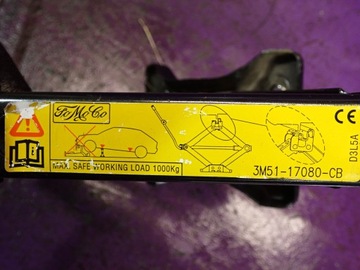 FoMoCo
CE
MAX. SAFE WORKING LOAD 1000Kg
3M51-17080-CB
D3L5A